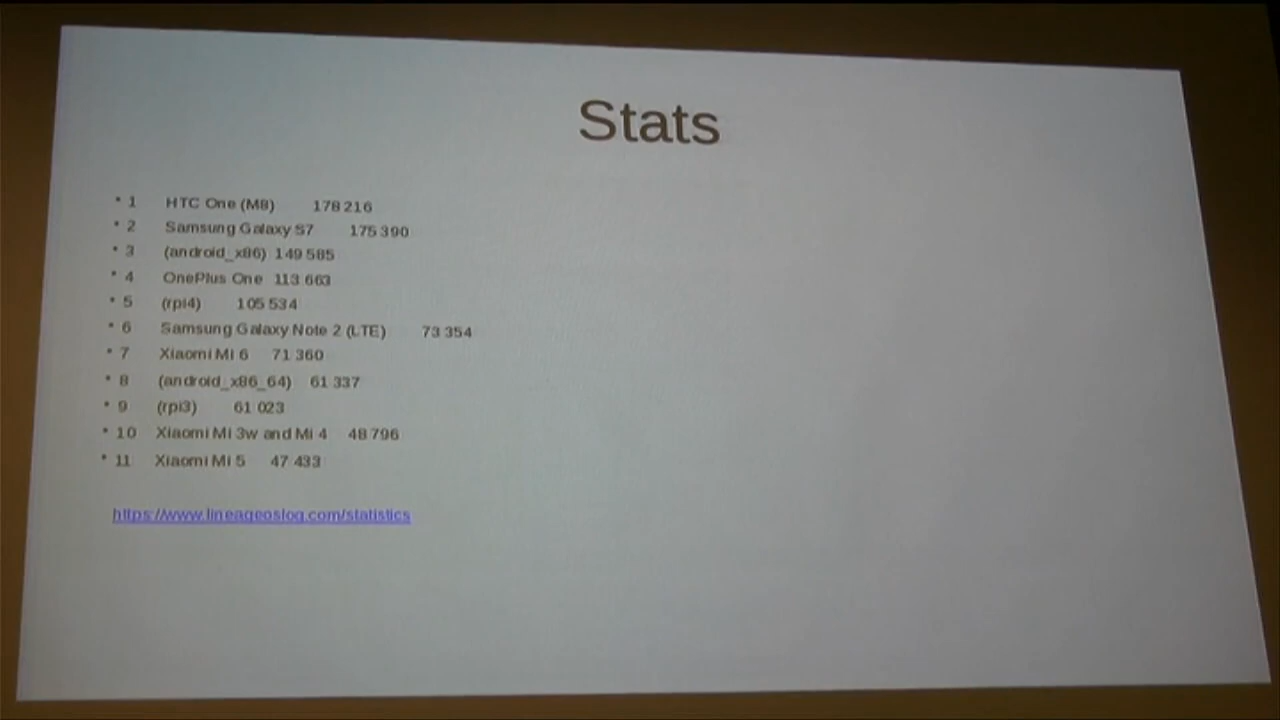 Stats
• 1 HTC One (M8) 178 216
• 2 Samsung Galaxy S7 175 390
• 3 (android_x86) 149 585
• 4 OnePlus One 113 663
• 5 (rpi4) 105 534
• 6 Samsung Galaxy Note 2 (LTE) 73 354
• 7 Xiaomi Mi 6 71 360
• 8 (android_x86_64) 61 337
• 9 (rpi3) 61 023
• 10 Xiaomi Mi 3w and Mi 4 48 796
• 11 Xiaomi Mi 5 47 433
https://www.lineageoslog.com/statistics